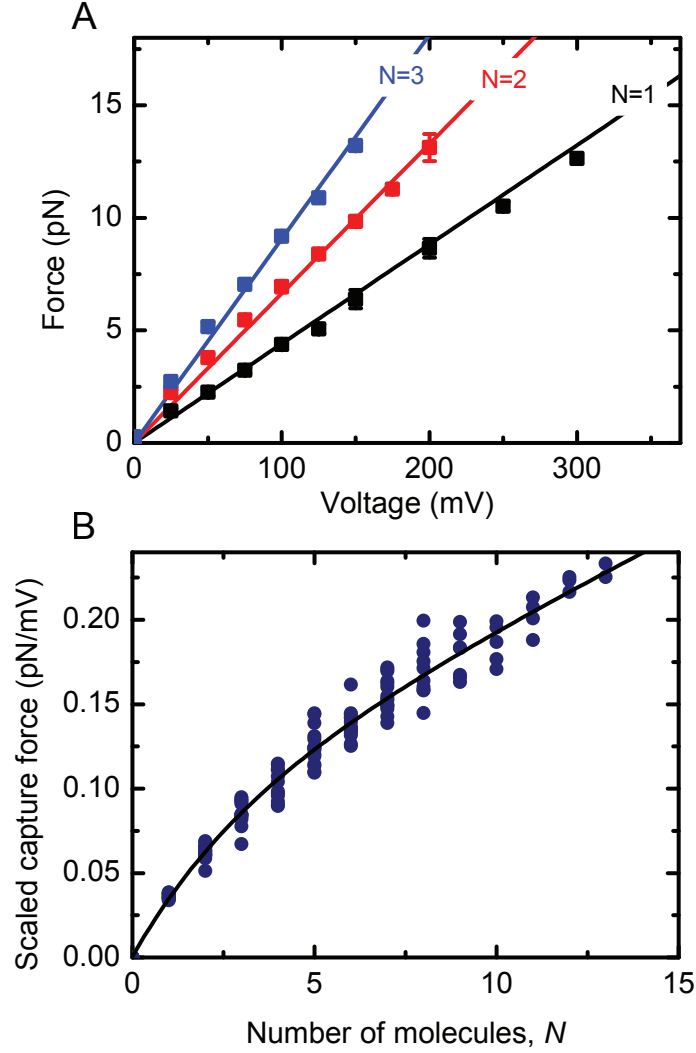 A
15
10
5
0
Force (pN)
N=3
N=2
N=1
0
100
200
300
Voltage (mV)
B
0.20
0.15
0.10
0.05
0.00
Scaled capture force (pN/mV)
0
5
10
15
Number of molecules, N